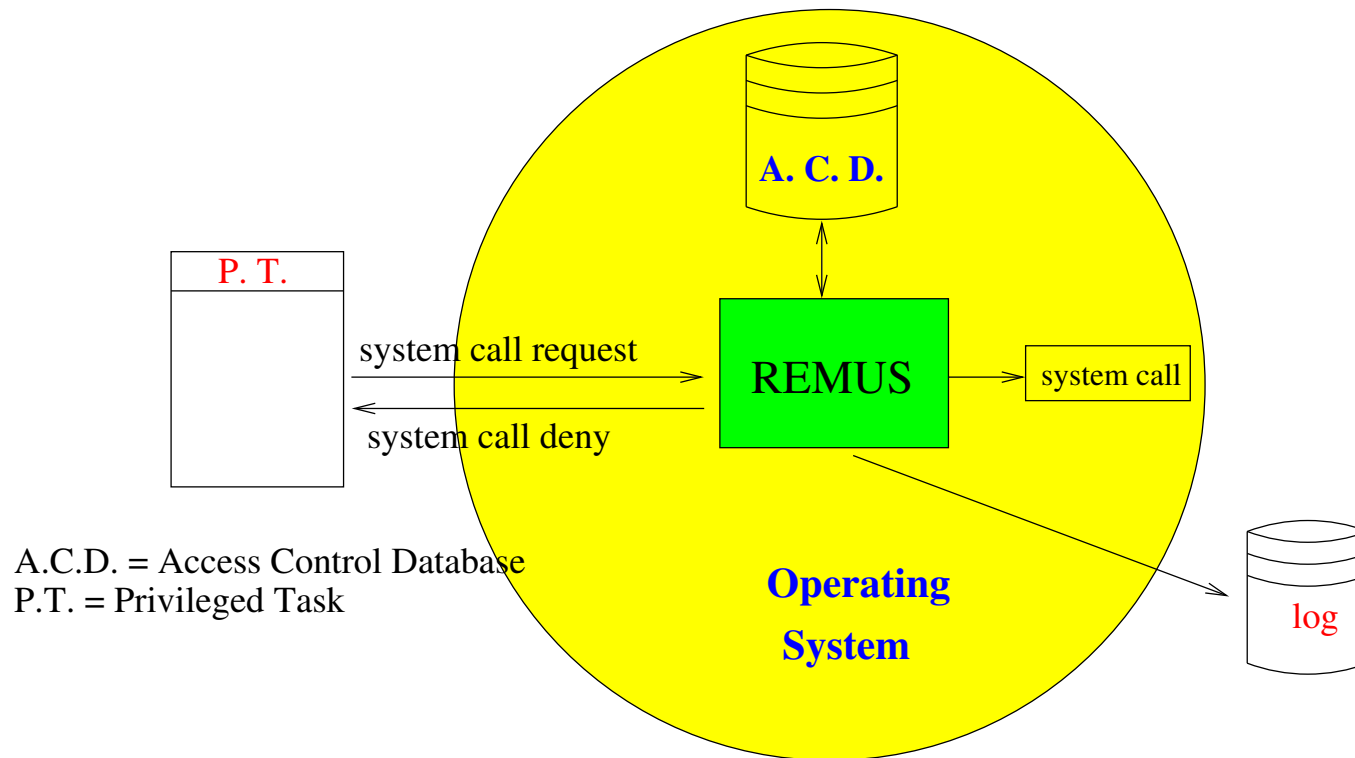 A. C. D.
P. T.
system call request
REMUS
system call
system call deny
A.C.D. = Access Control Database
P.T. = Privileged Task
Operating
System
log